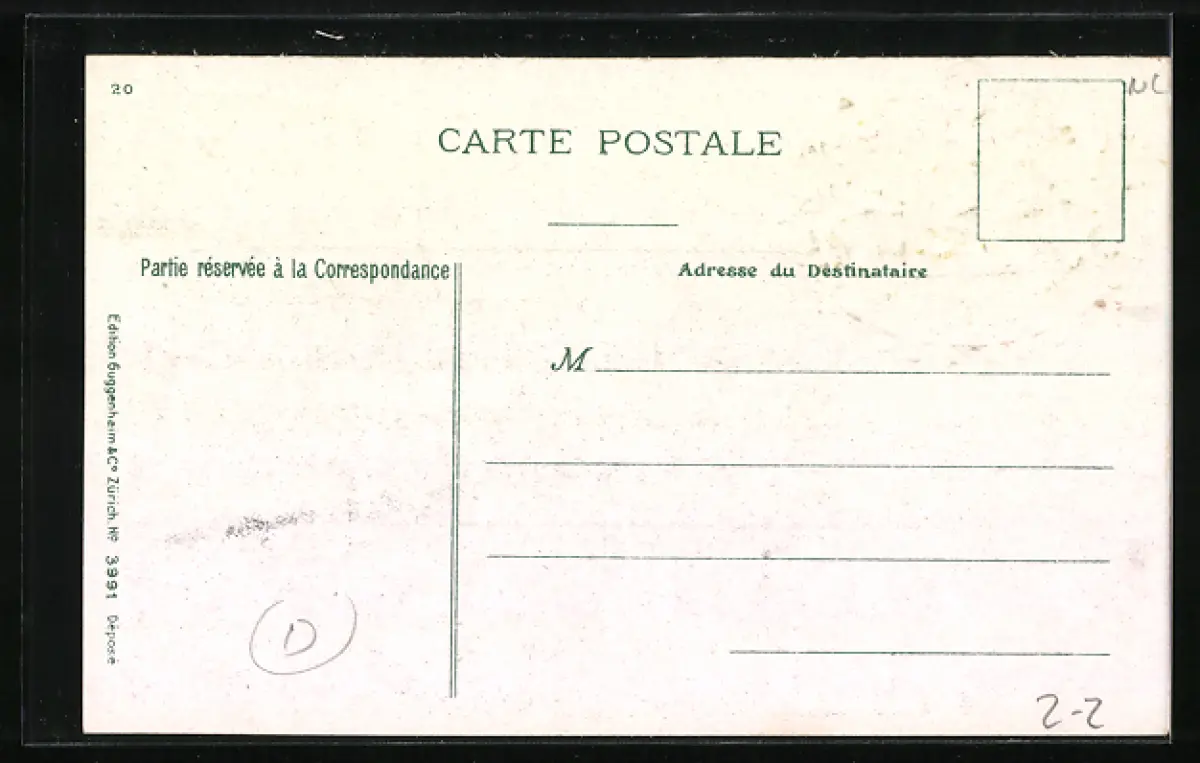 20
NL
CARTE POSTALE
Partie réservée à la Correspondance
Adresse du Destinataire
M
Edition Guggenheim & Cº Zürich. Nº 3991 Déposé
D
2-2